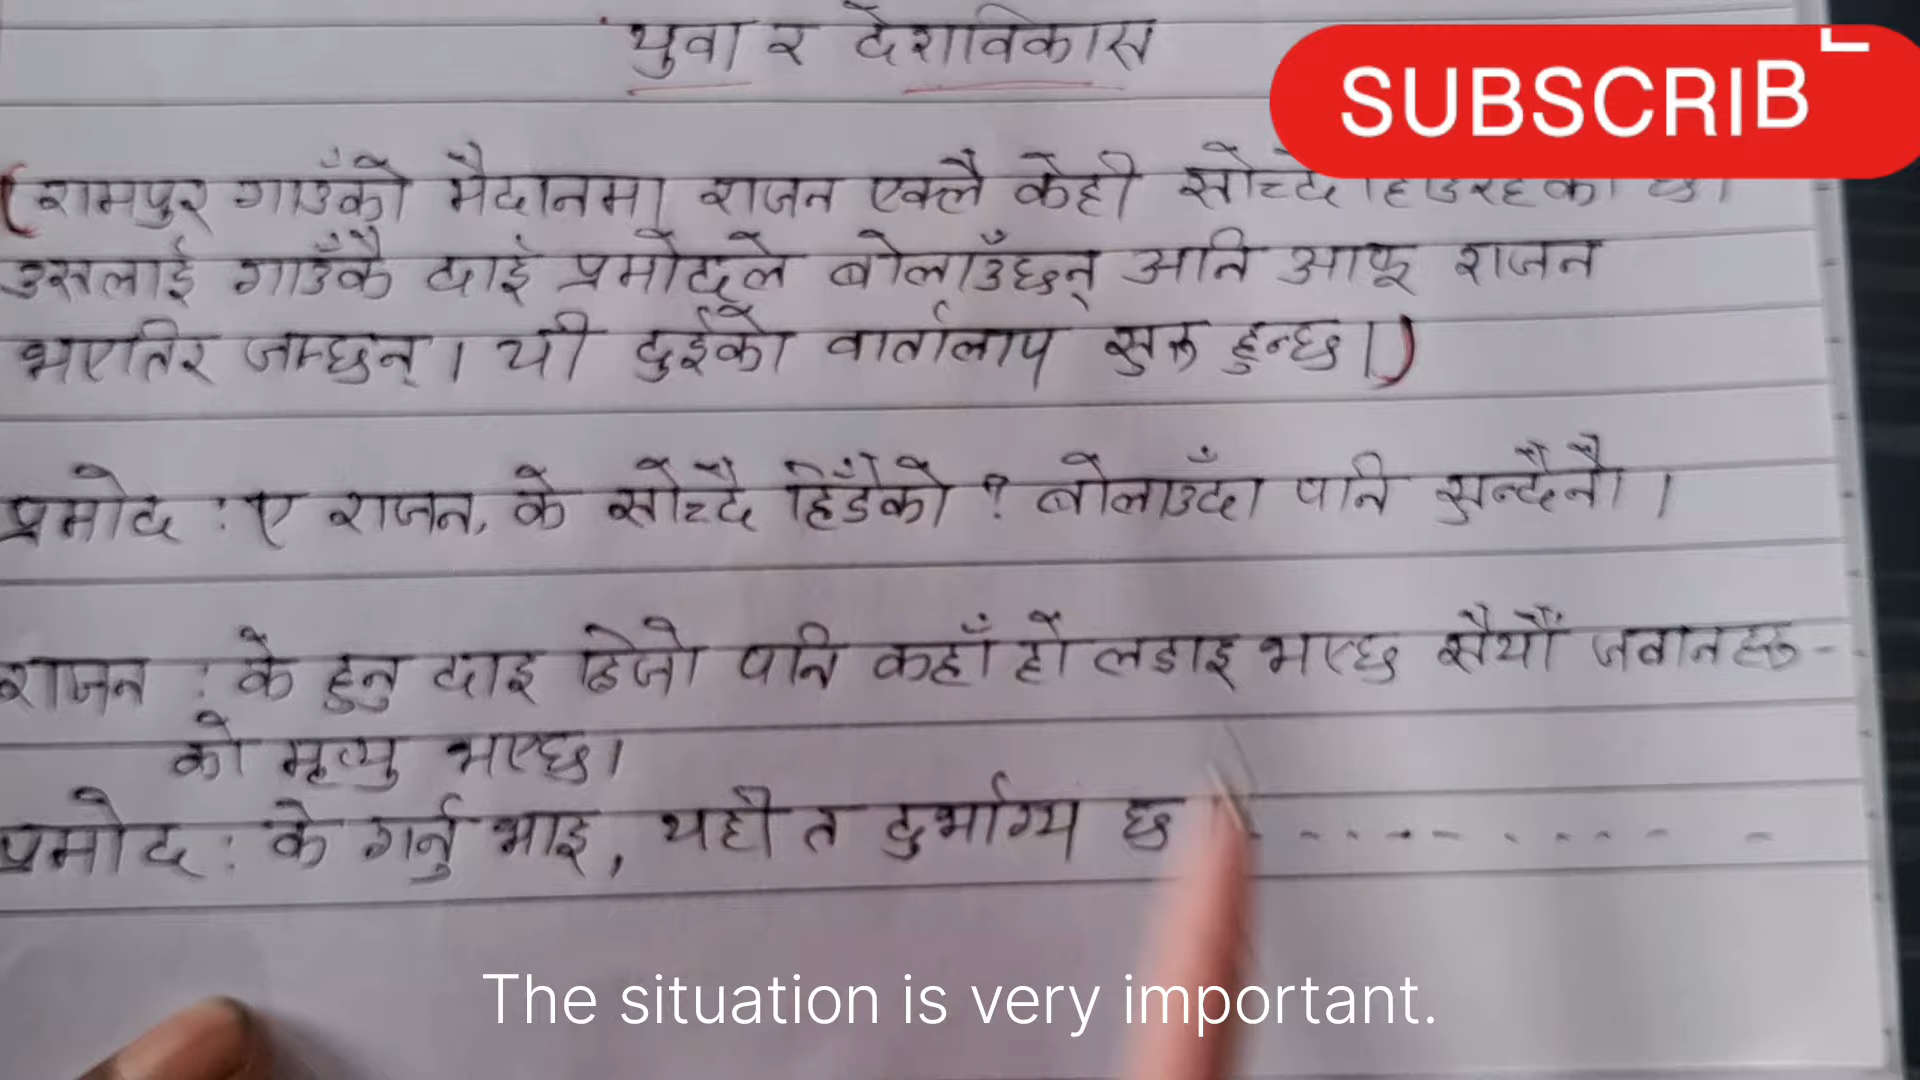 युवा र देशविकास
SUBSCRIB
(रामपुर गाउँको मैदानमा राजन एक्लै केही सोच्दै हिँडिरहेको छ।
उसलाई गाउँकै दाई प्रमोद्ले बोलाउँछन् अनि आफू राजन
भएतिर जान्छन्। यी दुईको वार्तालाप सुरु हुन्छ।)
प्रमोद : ए राजन, के सोच्दै हिँडेको ? बोलाउँदा पनि सुन्दैनौ।
राजन : के हुनु दाइ हिजो पनि कहाँ हो लडाइ भएछ सैयौँ जवानहरु-
को मृत्यु भएछ।
प्रमोद : के गर्नु भाइ, यही त दुर्भाग्य छ
The situation is very important.